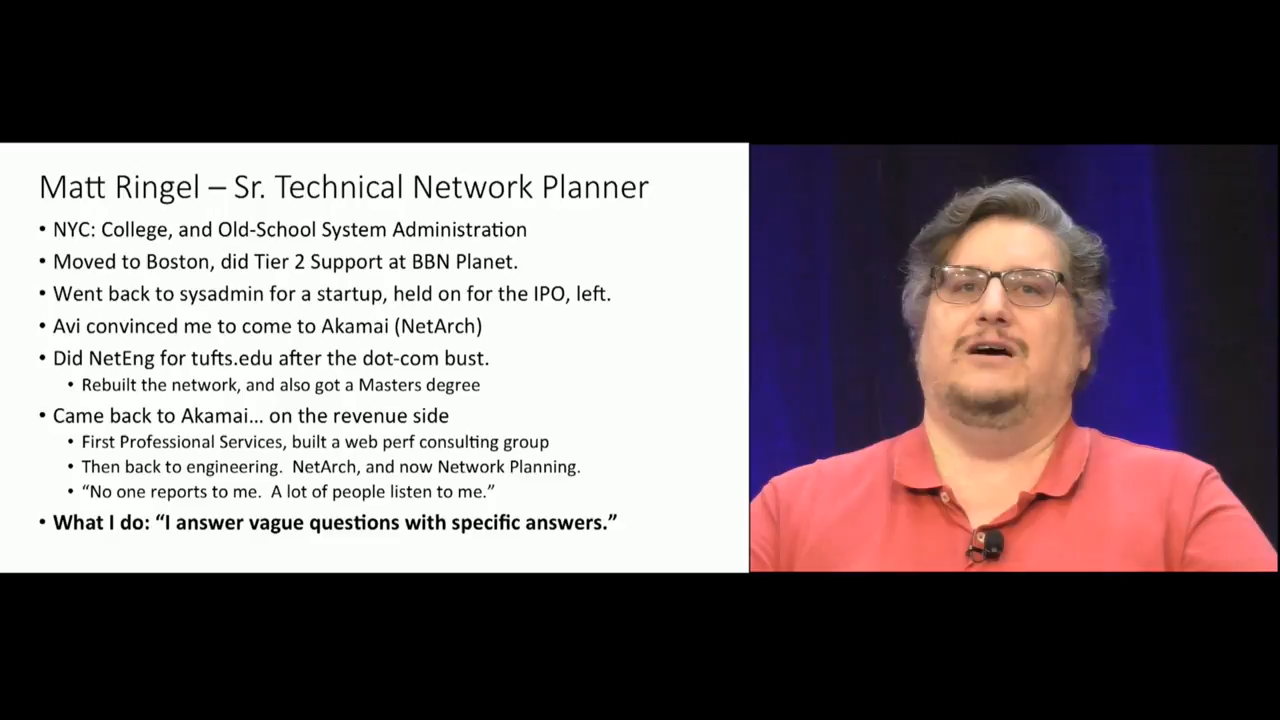 Matt Ringel – Sr. Technical Network Planner
• NYC: College, and Old-School System Administration
• Moved to Boston, did Tier 2 Support at BBN Planet.
• Went back to sysadmin for a startup, held on for the IPO, left.
• Avi convinced me to come to Akamai (NetArch)
• Did NetEng for tufts.edu after the dot-com bust.
• Rebuilt the network, and also got a Masters degree
• Came back to Akamai… on the revenue side
• First Professional Services, built a web perf consulting group
• Then back to engineering.  NetArch, and now Network Planning.
• “No one reports to me.  A lot of people listen to me.”
• What I do: “I answer vague questions with specific answers.”